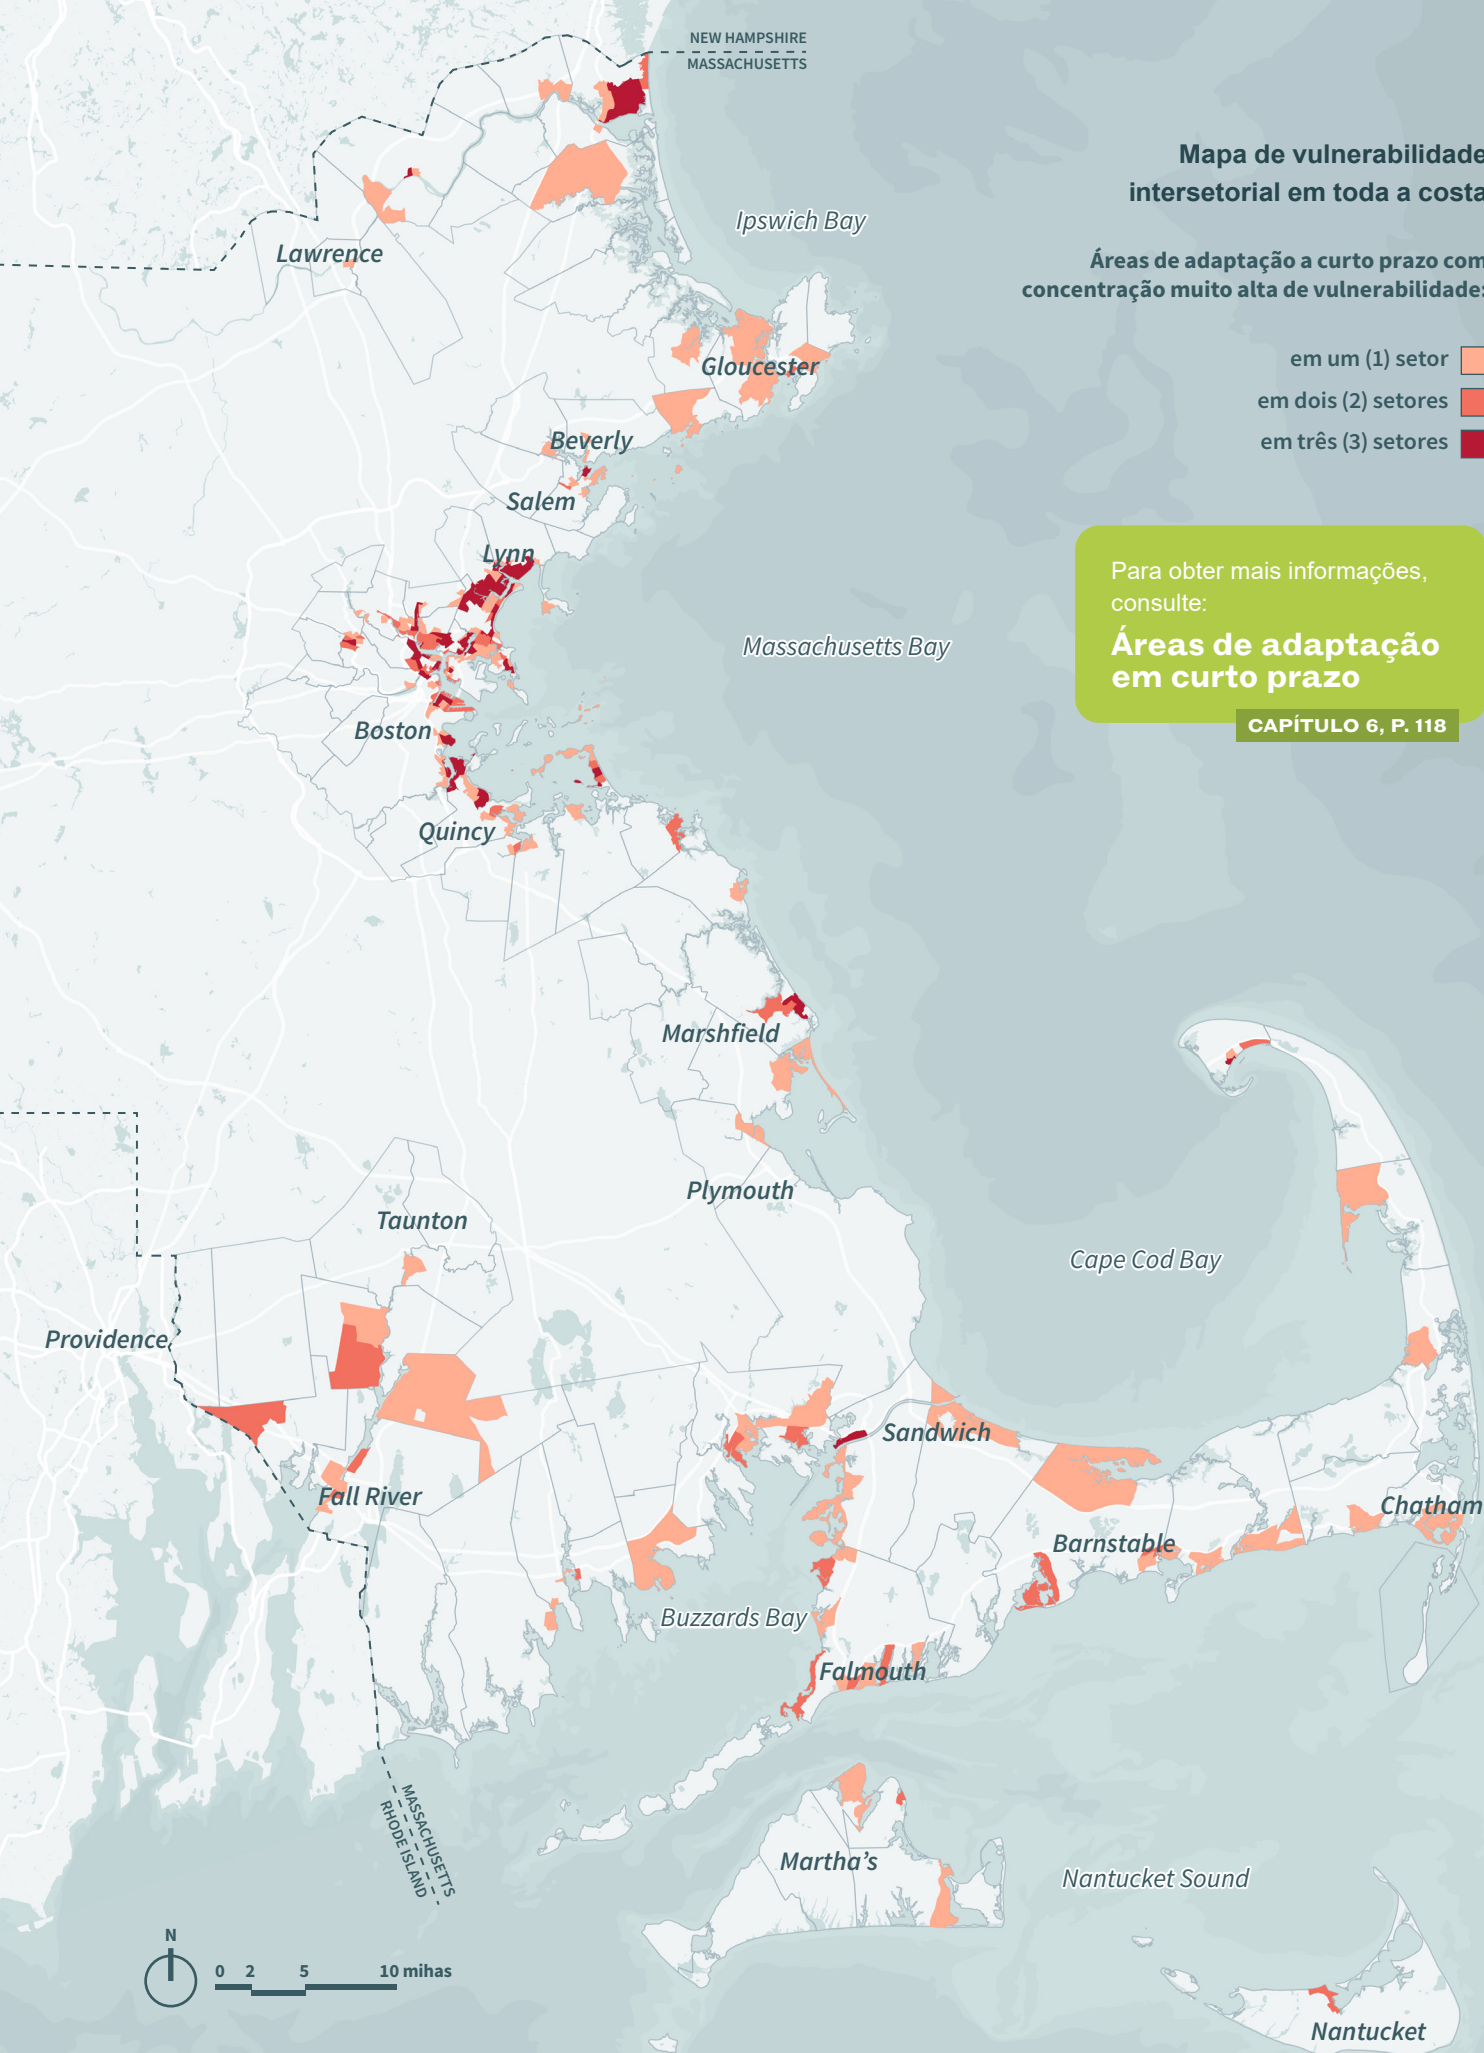 NEW HAMPSHIRE
MASSACHUSETTS
Mapa de vulnerabilidade
intersetorial em toda a costa
Ipswich Bay
Lawrence
Áreas de adaptação a curto prazo com
concentração muito alta de vulnerabilidade:
em um (1) setor
Gloucester
em dois (2) setores
em três (3) setores
Beverly
Salem
Lynn
Para obter mais informações,
consulte:
Áreas de adaptação
em curto prazo
CAPÍTULO 6, P. 118
Massachusetts Bay
Boston
Quincy
Marshfield
Plymouth
Taunton
Cape Cod Bay
Providence
Sandwich
Fall River
Chatham
Barnstable
Buzzards Bay
Falmouth
MASSACHUSETTS
RHODE ISLAND
Martha's
Nantucket Sound
N
0 2 5 10 mihas
Nantucket